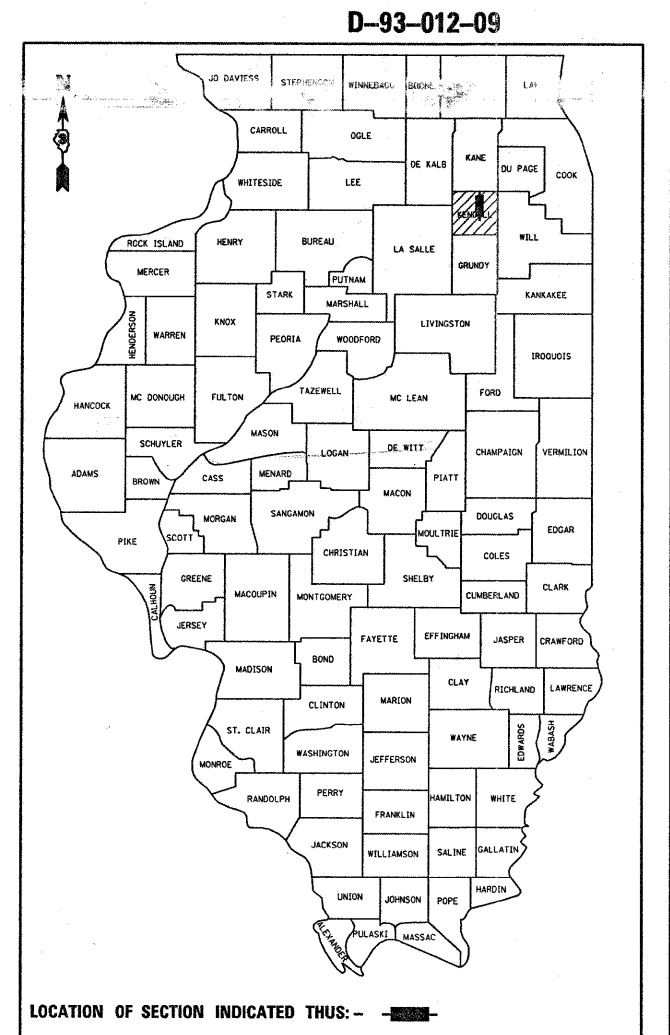 D-93-012-09
N
JO DAVIESS
WINNEBAGO
CARROLL
OGLE
DE KALB
KANE
DU PAGE
COOK
WHITESIDE
LEE
KENDALL
WILL
ROCK ISLAND
HENRY
BUREAU
LA SALLE
GRUNDY
MERCER
PUTNAM
KANKAKEE
STARK
MARSHALL
HENDERSON
WARREN
KNOX
PEORIA
WOODFORD
LIVINGSTON
IROQUOIS
HANCOCK
MC DONOUGH
FULTON
TAZEWELL
MC LEAN
FORD
MASON
SCHUYLER
LOGAN
DE WITT
CHAMPAIGN
VERMILION
ADAMS
BROWN
CASS
MENARD
PIATT
MACON
MORGAN
SANGAMON
DOUGLAS
PIKE
SCOTT
MOULTRIE
EDGAR
CHRISTIAN
COLES
SHELBY
GREENE
MACOUPIN
MONTGOMERY
CUMBERLAND
CLARK
CALHOUN
JERSEY
FAYETTE
EFFINGHAM
JASPER
CRAWFORD
MADISON
BOND
CLAY
RICHLAND
LAWRENCE
CLINTON
MARION
ST. CLAIR
WAYNE
EDWARDS
WABASH
WASHINGTON
JEFFERSON
MONROE
RANDOLPH
PERRY
HAMILTON
WHITE
FRANKLIN
JACKSON
WILLIAMSON
SALINE
GALLATIN
UNION
JOHNSON
POPE
HARDIN
ALEXANDER
PULASKI
MASSAC
LOCATION OF SECTION INDICATED THUS: -